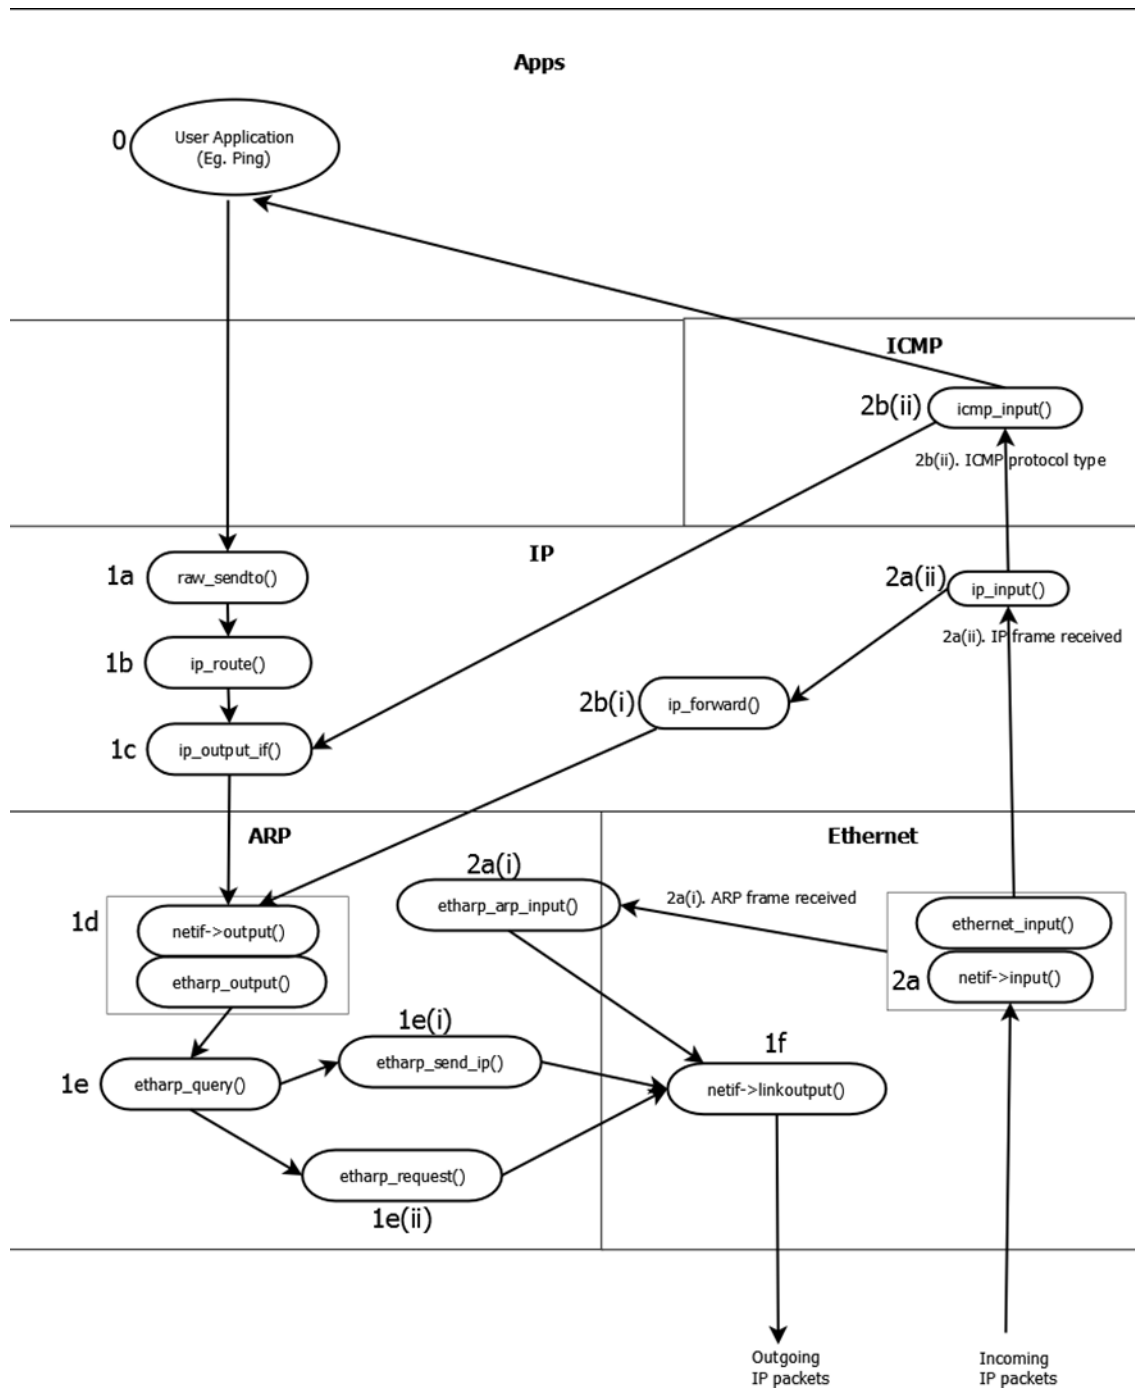 Apps
0
User Application
(Eg. Ping)
ICMP
2b(ii)
icmp_input()
2b(ii). ICMP protocol type
IP
1a
raw_sendto()
2a(ii)
ip_input()
2a(ii). IP frame received
1b
ip_route()
2b(i)
ip_forward()
1c
ip_output_if()
ARP
Ethernet
2a(i)
etharp_arp_input()
2a(i). ARP frame received
1d
netif->output()
etharp_output()
ethernet_input()
2a
netif->input()
1e(i)
etharp_send_ip()
1f
netif->linkoutput()
1e
etharp_query()
etharp_request()
1e(ii)
Outgoing
IP packets
Incoming
IP packets